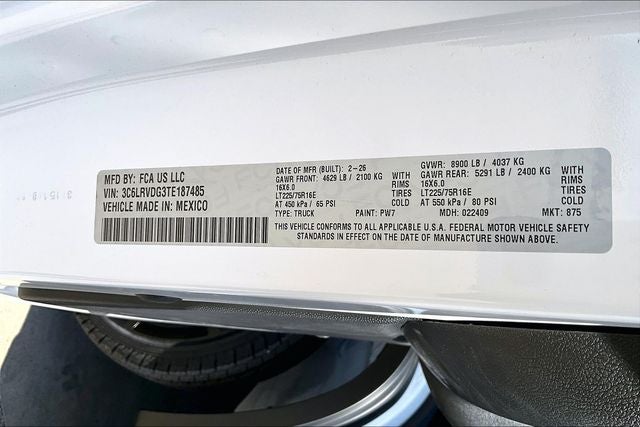 MFD BY: FCA US LLC
VIN: 3C6LRVDG3TE187485
VEHICLE MADE IN: MEXICO
DATE OF MFR (BUILT): 2-26
GAWR FRONT: 4629 LB / 2100 KG WITH
16X6.0 RIMS
LT225/75R16E TIRES
AT 450 kPa / 65 PSI COLD
TYPE: TRUCK PAINT: PW7
GVWR: 8900 LB / 4037 KG
GAWR REAR: 5291 LB / 2400 KG WITH
16X6.0 RIMS
LT225/75R16E TIRES
AT 550 kPa / 80 PSI COLD
MDH: 022409 MKT: 875
THIS VEHICLE CONFORMS TO ALL APPLICABLE U.S.A. FEDERAL MOTOR VEHICLE SAFETY
STANDARDS IN EFFECT ON THE DATE OF MANUFACTURE SHOWN ABOVE.